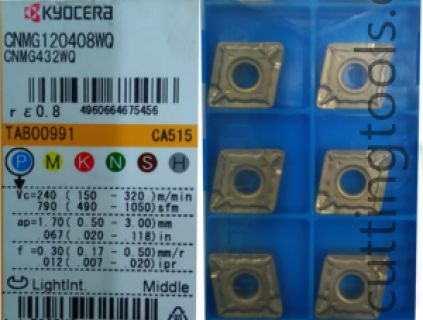 KYOCERA
CNMG120408WQ
CNMG432WQ
r ε 0.8 4960664675456
TAB00991 CA515
P M K N S H
Vc=240 ( 150 - 320) m/min
790 ( 490 - 1050) sfm
ap=1.70( 0.50 - 3.00) mm
.067( .020 - .118) in
f =0.30( 0.17 - 0.50) mm/r
.012( .007 - .020) ipr
LightInt. Middle
cuttingtools.